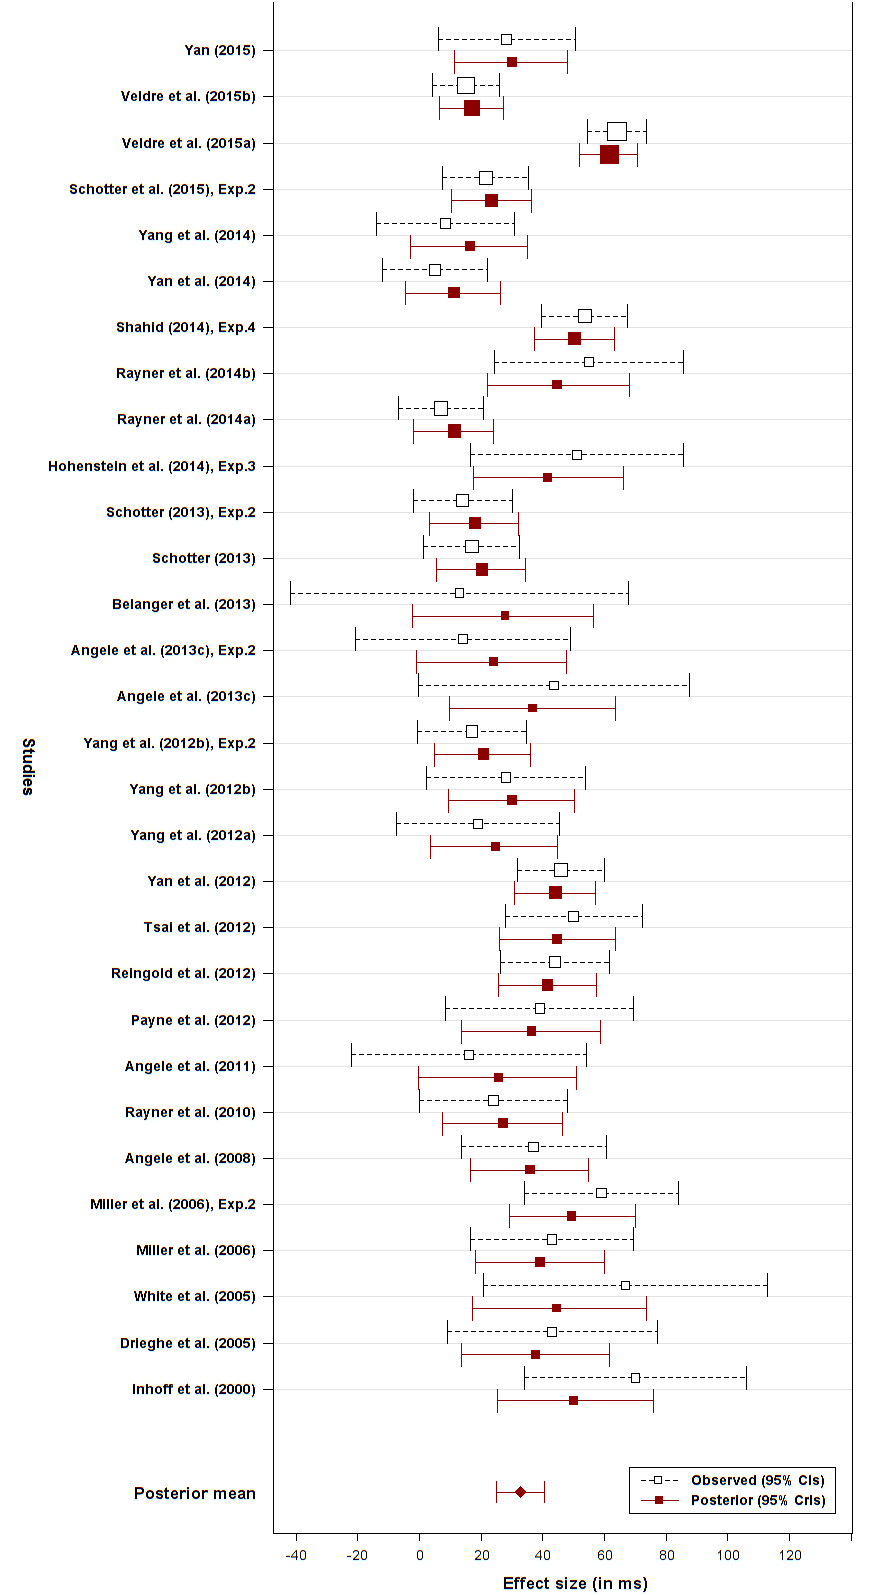 Yan (2015)
Veldre et al. (2015b)
Veldre et al. (2015a)
Schotter et al. (2015), Exp.2
Yang et al. (2014)
Yan et al. (2014)
Shahid (2014), Exp.4
Rayner et al. (2014b)
Rayner et al. (2014a)
Hohenstein et al. (2014), Exp.3
Schotter (2013), Exp.2
Schotter (2013)
Belanger et al. (2013)
Angele et al. (2013c), Exp.2
Angele et al. (2013c)
Yang et al. (2012b), Exp.2
Yang et al. (2012b)
Yang et al. (2012a)
Yan et al. (2012)
Tsai et al. (2012)
Reingold et al. (2012)
Payne et al. (2012)
Angele et al. (2011)
Rayner et al. (2010)
Angele et al. (2008)
Miller et al. (2006), Exp.2
Miller et al. (2006)
White et al. (2005)
Drieghe et al. (2005)
Inhoff et al. (2000)
Posterior mean
Studies
Observed (95% CIs)
Posterior (95% CrIs)
-40 -20 0 20 40 60 80 100 120
Effect size (in ms)